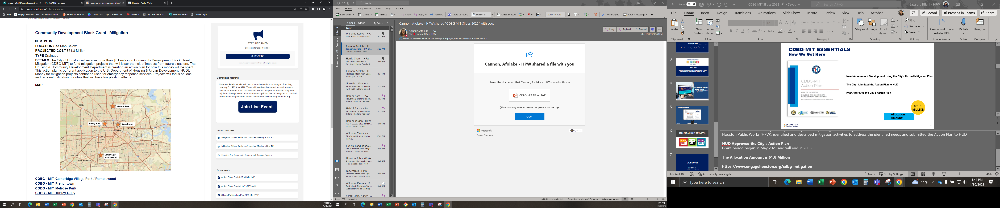 January 2023 Design Project Up
ADMIN | Manage
Community Development Block
Houston Public Works
engagehouston.org/cdbg-mitigation
HPW
Engage Houston
SAP NetWeaver Por...
Kronos Workforce...
Canva
Capital Projects We...
iLovePDF
City of Houston eG...
Microsoft Forms
CIPMS Login
Community Development Block Grant - Mitigation
LOCATION See Map Below
PROJECTED COST $61.8 Million
TYPE Drainage
DETAILS The City of Houston will receive more than $61 million in Community Development Block Grant
Mitigation (CDBG-MIT) to fund mitigation projects that will lower the risk of impacts from future disasters. The
Housing & Community Development Department is creating an action plan for how this money will be spent.
This action plan is our grant application to the U.S. Department of Housing & Urban Development (HUD).
Money for mitigation projects cannot be used for emergency response services. Projects will focus on local
and regional mitigation priorities that will have long-lasting effects.
MAP
Melrose Park
Turkey Gully
Frenchtown
Houston
Pasadena
Cambridge/
Ramblewood
CDBG - MIT: Cambridge Village Park / Ramblewood
CDBG - MIT: Frenchtown
CDBG - MIT: Melrose Park
CDBG - MIT: Turkey Gully
STAY INFORMED
Subscribe for project updates
SUBSCRIBE
7 members of your community are following this project
Committee Meeting
Houston Public Works will host a virtual committee meeting on Tuesday,
January 31, 2023, at 3PM. There will also be a live questions and answers
session at the end of the presentation. Please tell your friends and neighbors
to join us! Any questions and/or comments prior to this meeting can be emailed
to buildforward@houstontx.gov or posted onto www.Engagehouston.org
Join Live Event
Important Links
Mitigation Citizen Advisory Committee Meeting - Jun. 2022
Mitigation Citizen Advisory Committee Meeting - Nov. 2021
Housing And Community Department Disaster Recovery
Documents
Action Plan - English (5.31 MB) (pdf)
Action Plan - Spanish (6.53 MB) (pdf)
Citizen Participation Plan (150 KB) (PDF)
4:44 PM
1/30/2023
Search
File Home Send / Receive View Help Acrobat
New Email Delete Archive Reply Reply All Forward Share to Teams Important Unread/ Read Search People Viva Insights Report Message
Focused Other By Date
Inbox 3
Sent Items
Deleted Items 322
Today
Williams, Kenya - HP...
Fwd: R-000035-0013-4 - Fin...
4:22 PM
Cannon, Afolake - H...
Cannon, Afolake - HPW sh...
3:53 PM
Cannon, Afolake - HPW
Harris, Cheryl - HPW
FW: CDGB PowerPoint
3:46 PM
FYI Cheryl Harris Assistant
Cannon, Afolake - H...
RE: Need Information Upd...
3:24 PM
Thank you for the
Gonzalez, Manuel - ...
RE: On-site Pre-con meetin...
2:52 PM
I will not be able to attend, I
Habibi, Sam - HPW
RE: January 2023 Design Pr...
1:53 PM
Tiffani, The form has been
Habibi, Sam - HPW
RE: January 2023 Design Pr...
1:53 PM
Tiffani, The form has been
Habibi, Jordan - HPW
FW: R-000267-0126-4 Mont...
1:09 PM
From: Keegan Droxler
Williams, Timothy - ...
RE: CM Notification: Richm...
12:02 PM
Hi Paul,
Kuruva, Panduranga ...
RE: 2nd Notice 2023 1st Qu...
10:49 AM
Tiffani, One of my team
Houston Public Works
A new question has been a...
10:48 AM
[This message came from
Lad, Paresh - HPW
RE: Need Information Upd...
10:44 AM
Afolake, Here are the extra
Williams, Kenya - HP...
Fwd: March 7th Lower Wes...
10:40 AM
Westheimer Hybrid Meeting
Serag-Eldin, Nancy - ...
Cannon, Afolake - HPW shared "CDBG MIT Slides 2022" with you.
Cannon, Afolake - HPW
To Lawson, Tiffani - HPW
Reply Reply All Forward
Mon 1/30/2023 3:53 PM
If there are problems with how this message is displayed, click here to view it in a web browser.
Cannon, Afolake - HPW shared a file with you
Here's the document that Cannon, Afolake - HPW shared with you.
CDBG MIT Slides 2022
This link only works for the direct recipients of this message.
Open
Microsoft
Privacy Statement
Items: 1,832 Unread: 3
All folders are up to date. Connected to: Microsoft Exchange Display Settings 100%
4:44 PM
1/30/2023
AutoSave On
CDBG MIT Slides 2022 • Saved
Search (Alt+Q)
Lawson, Tiffani - HPW
File Home Insert Design Transitions Animations Slide Show Record Review View Help Acrobat
Record Present in Teams Share
Paste
New
Slide
Reuse
Slides
Shapes Arrange Quick
Styles
Find
Replace
Select
Create and Share
Adobe PDF
Dictate
Designer
Clipboard Slides Font Paragraph Drawing Editing Adobe Acrobat Voice Designer
MELROSE PARK
13
Turkey Gully
14
15
PROJECT PAGE
16
CDBG-MIT ADVISORY COMMITTEE
17
thank you!
CDBG-MIT ESSENTIALS
How We Got Here
CDBG-MIT
Action Plan
CITY OF HOUSTON
HOUSING AND COMMUNITY
DEVELOPMENT DEPARTMENT
HOUSTON
OEM
Need Assessment Development using the City's Hazard Mitigation Plan
The City Submitted the Action Plan to HUD
HUD Approved the City's Action Plan
$61.8
MILLION
Allocation
Amount:
HOUSTON
PUBLIC WORKS
Houston Public Works (HPW), identified and described mitigation activities to address the identified needs and submitted the Action Plan to HUD
HUD Approved the City's Action Plan
Grant period began in May 2021 and will end in 2033
The Allocation Amount is 61.8 Million
https://www.engagehouston.org/cdbg-mitigation
Slide 6 of 18
Accessibility: Investigate
Notes Display Settings 46%
Type here to search
44°F
4:44 PM
1/30/2023